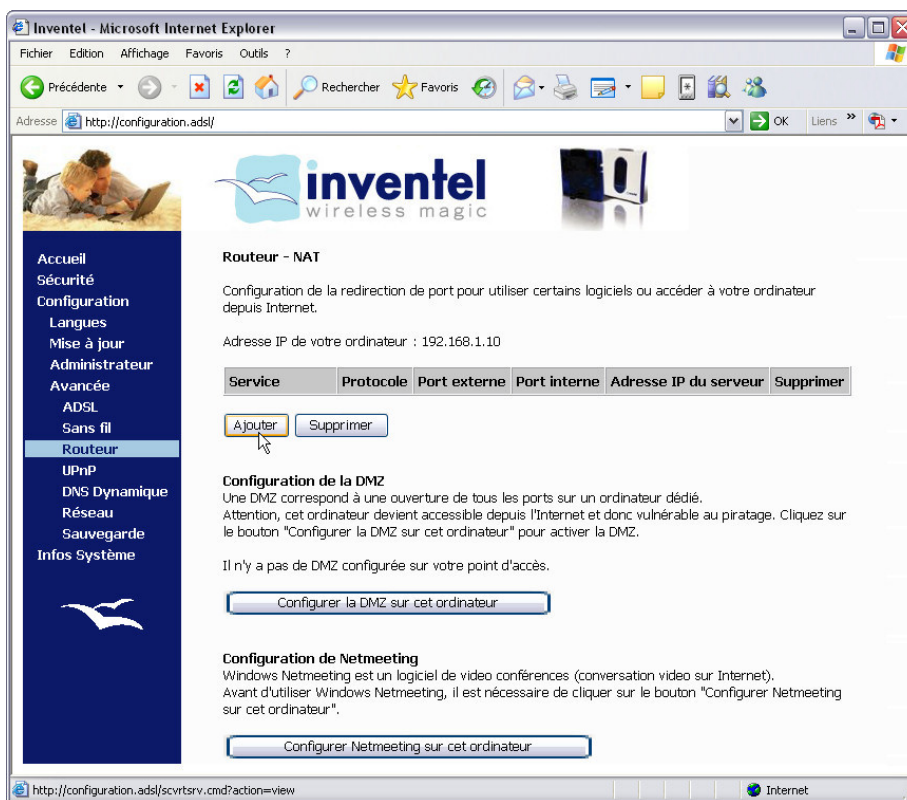 Inventel - Microsoft Internet Explorer
Fichier Edition Affichage Favoris Outils ?
Précédente Rechercher Favoris
Adresse http://configuration.adsl/ OK Liens »
inventel
wireless magic
Accueil
Sécurité
Configuration
Langues
Mise à jour
Administrateur
Avancée
ADSL
Sans fil
Routeur
UPnP
DNS Dynamique
Réseau
Sauvegarde
Infos Système
Routeur - NAT
Configuration de la redirection de port pour utiliser certains logiciels ou accéder à votre ordinateur
depuis Internet.
Adresse IP de votre ordinateur : 192.168.1.10
Service Protocole Port externe Port interne Adresse IP du serveur Supprimer
Ajouter Supprimer
Configuration de la DMZ
Une DMZ correspond à une ouverture de tous les ports sur un ordinateur dédié.
Attention, cet ordinateur devient accessible depuis l'Internet et donc vulnérable au piratage. Cliquez sur
le bouton "Configurer la DMZ sur cet ordinateur" pour activer la DMZ.
Il n'y a pas de DMZ configurée sur votre point d'accès.
Configurer la DMZ sur cet ordinateur
Configuration de Netmeeting
Windows Netmeeting est un logiciel de video conférences (conversation video sur Internet).
Avant d'utiliser Windows Netmeeting, il est nécessaire de cliquer sur le bouton "Configurer Netmeeting
sur cet ordinateur".
Configurer Netmeeting sur cet ordinateur
http://configuration.adsl/scvrtsrv.cmd?action=view Internet